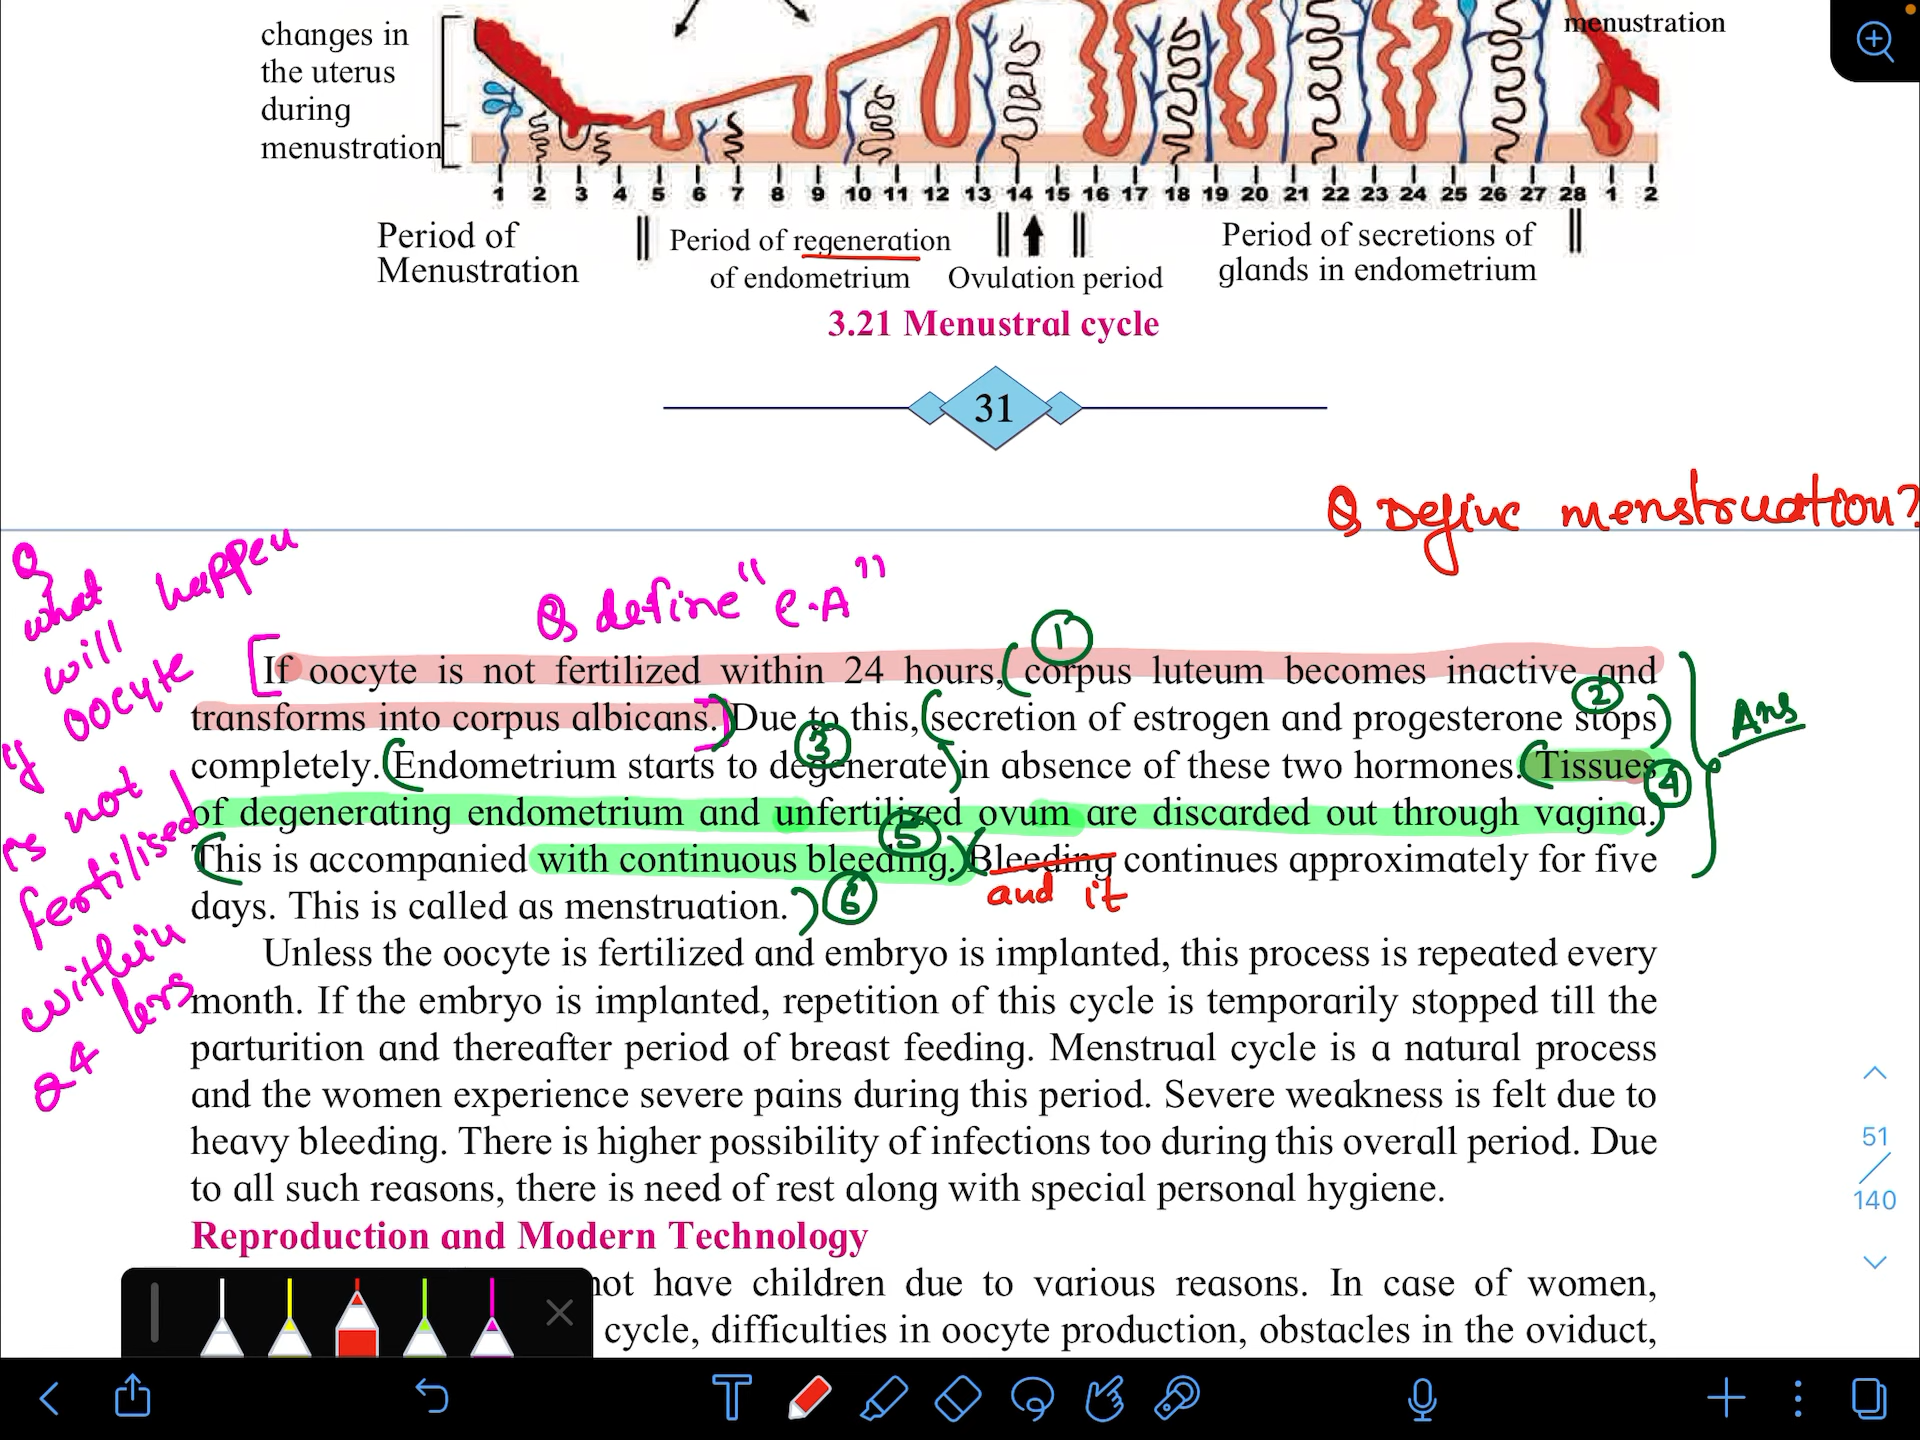 changes in
the uterus
during
menustration
menustration
1 2 3 4 5 6 7 8 9 10 11 12 13 14 15 16 17 18 19 20 21 22 23 24 25 26 27 28 1 2
Period of
Menustration
Period of regeneration
of endometrium
Ovulation period
Period of secretions of
glands in endometrium
3.21 Menustral cycle
31
Q Define menstruation?
Q what will happen if oocyte is not fertilised within 24 hrs
Q define "C.A"
1
If oocyte is not fertilized within 24 hours, corpus luteum becomes inactive and
2
transforms into corpus albicans. Due to this, secretion of estrogen and progesterone stops
Ans
3
completely. Endometrium starts to degenerate in absence of these two hormones. Tissues
4
of degenerating endometrium and unfertilized ovum are discarded out through vagina.
5
This is accompanied with continuous bleeding. Bleeding continues approximately for five
and it
days. This is called as menstruation.
6
Unless the oocyte is fertilized and embryo is implanted, this process is repeated every
month. If the embryo is implanted, repetition of this cycle is temporarily stopped till the
parturition and thereafter period of breast feeding. Menstrual cycle is a natural process
and the women experience severe pains during this period. Severe weakness is felt due to
heavy bleeding. There is higher possibility of infections too during this overall period. Due
to all such reasons, there is need of rest along with special personal hygiene.
Reproduction and Modern Technology
not have children due to various reasons. In case of women,
cycle, difficulties in oocyte production, obstacles in the oviduct,
51
140
T